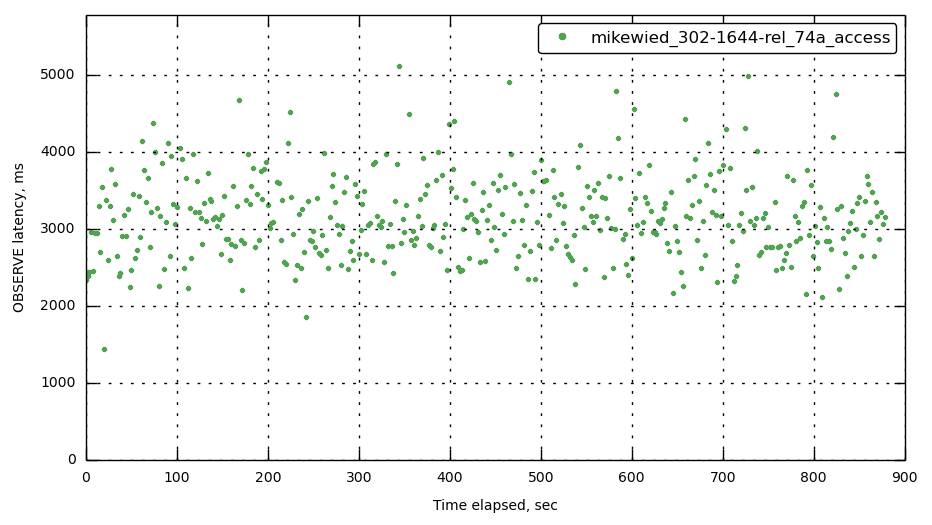 mikewied_302-1644-rel_74a_access
OBSERVE latency, ms
5000
4000
3000
2000
1000
0
0 100 200 300 400 500 600 700 800 900
Time elapsed, sec